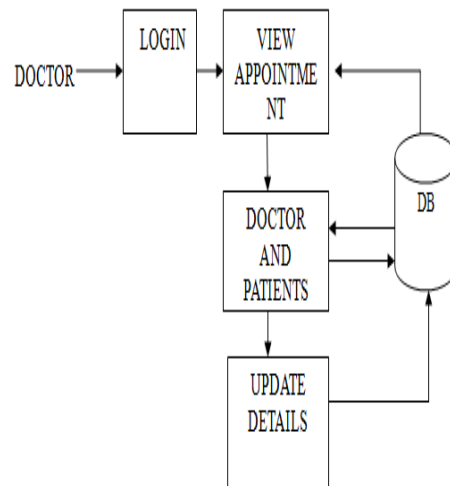 DOCTOR
LOGIN
VIEW
APPOINTME
NT
DB
DOCTOR
AND
PATIENTS
UPDATE
DETAILS